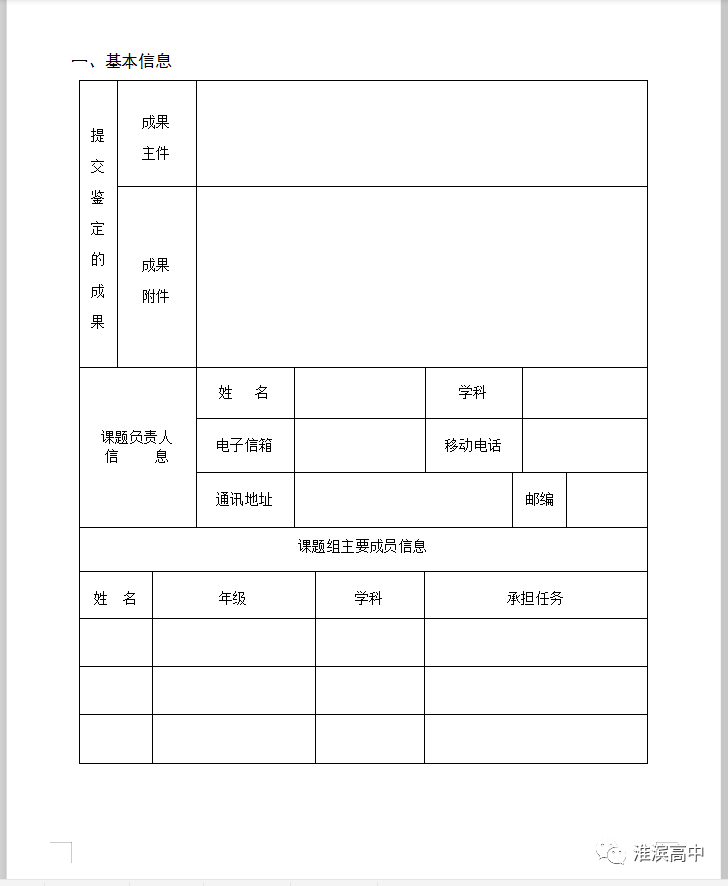 一、基本信息
提交鉴定的成果
成果
主件
成果
附件
课题负责人
信 息
姓 名
学科
电子信箱
移动电话
通讯地址
邮编
课题组主要成员信息
姓 名 年级 学科 承担任务
淮滨高中